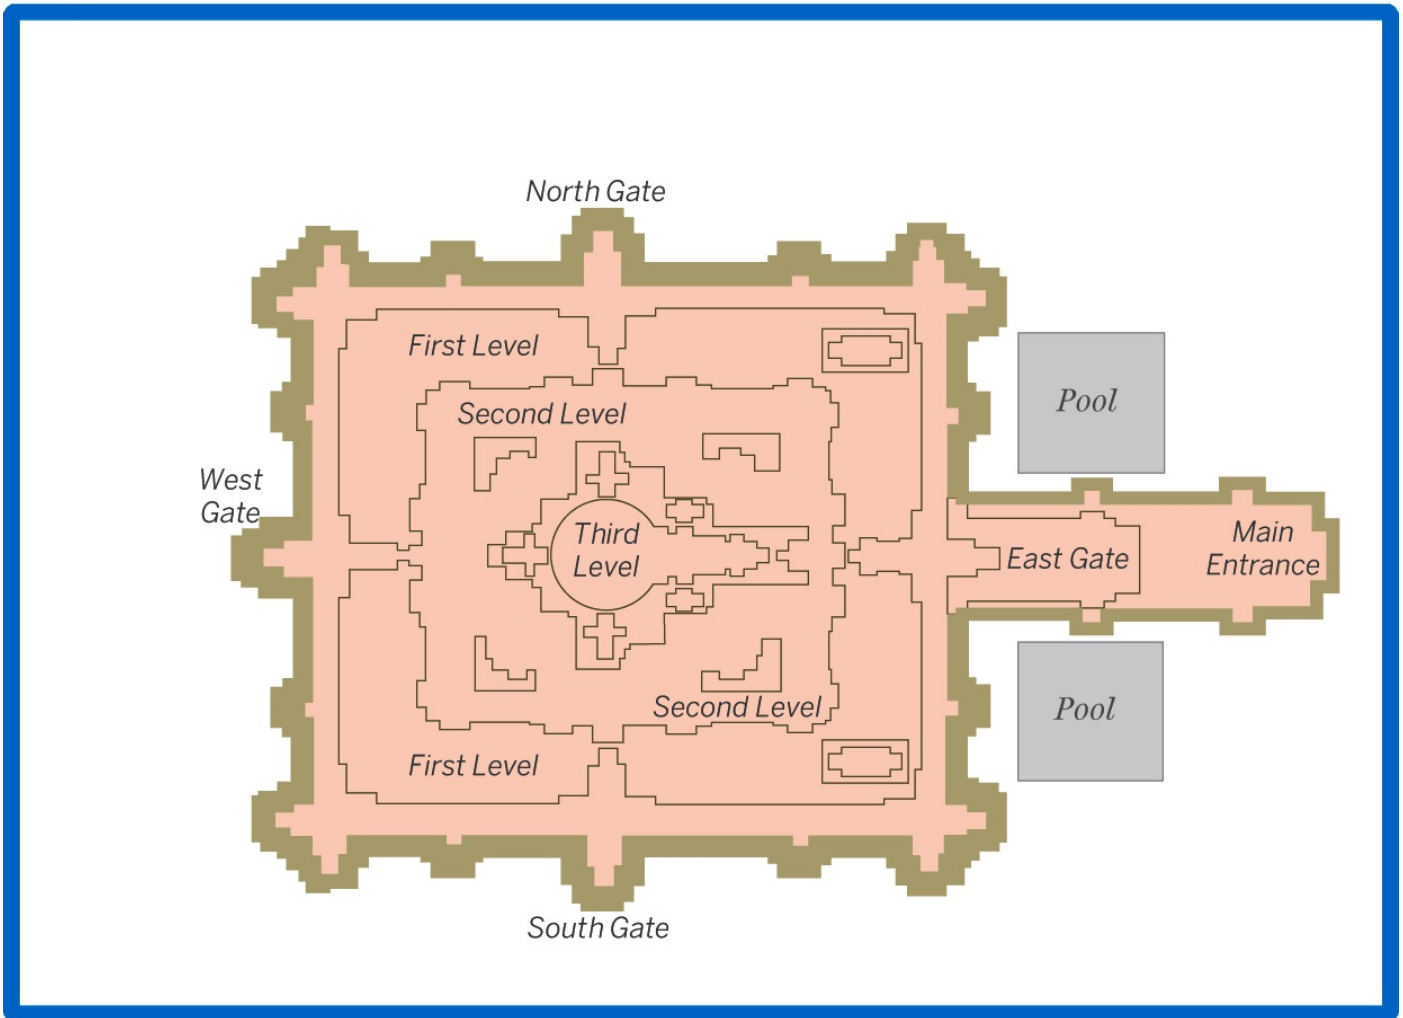 North Gate
First Level
Second Level
Pool
West
Gate
Third
Level
East Gate
Main
Entrance
Second Level
Pool
First Level
South Gate